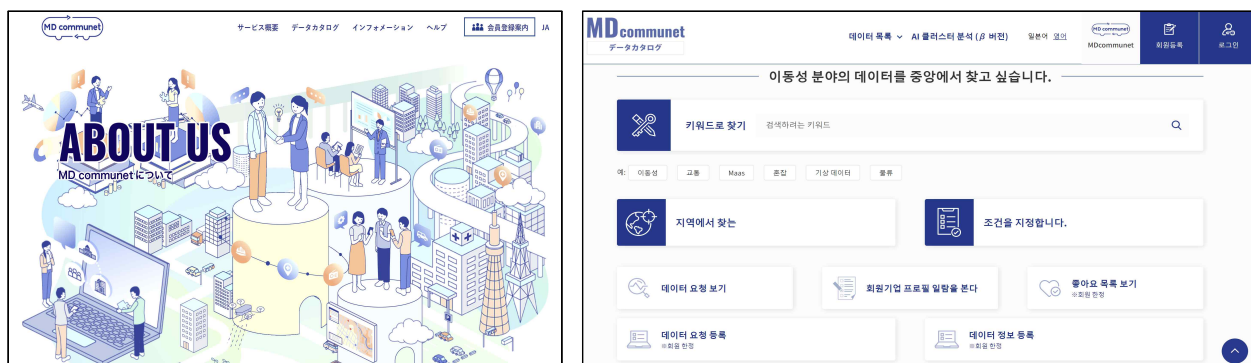 MD communet
サービス概要 データカタログ インフォメーション ヘルプ 会員登録案内 JA
ABOUT US
MD communetについて
MDcommunet
データカタログ
데이터 목록 AI 클러스터 분석 (β 버전) 일본어 영어
MD communet
MDcommunet
회원등록
로그인
이동성 분야의 데이터를 중앙에서 찾고 싶습니다.
키워드로 찾기 검색하려는 키워드
예: 이동성 교통 Maas 혼잡 기상 데이터 물류
지역에서 찾는
조건을 지정합니다.
데이터 요청 보기
회원기업 프로필 일람을 본다
좋아요 목록 보기
※회원 한정
데이터 요청 등록
※회원 한정
데이터 정보 등록
※회원 한정